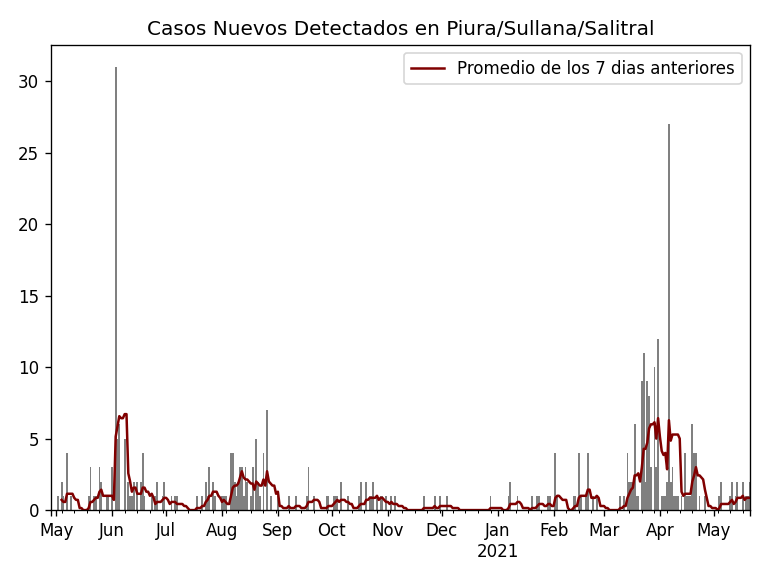 Casos Nuevos Detectados en Piura/Sullana/Salitral
Promedio de los 7 dias anteriores
30
25
20
15
10
5
0
May Jun Jul Aug Sep Oct Nov Dec Jan Feb Mar Apr May
2021